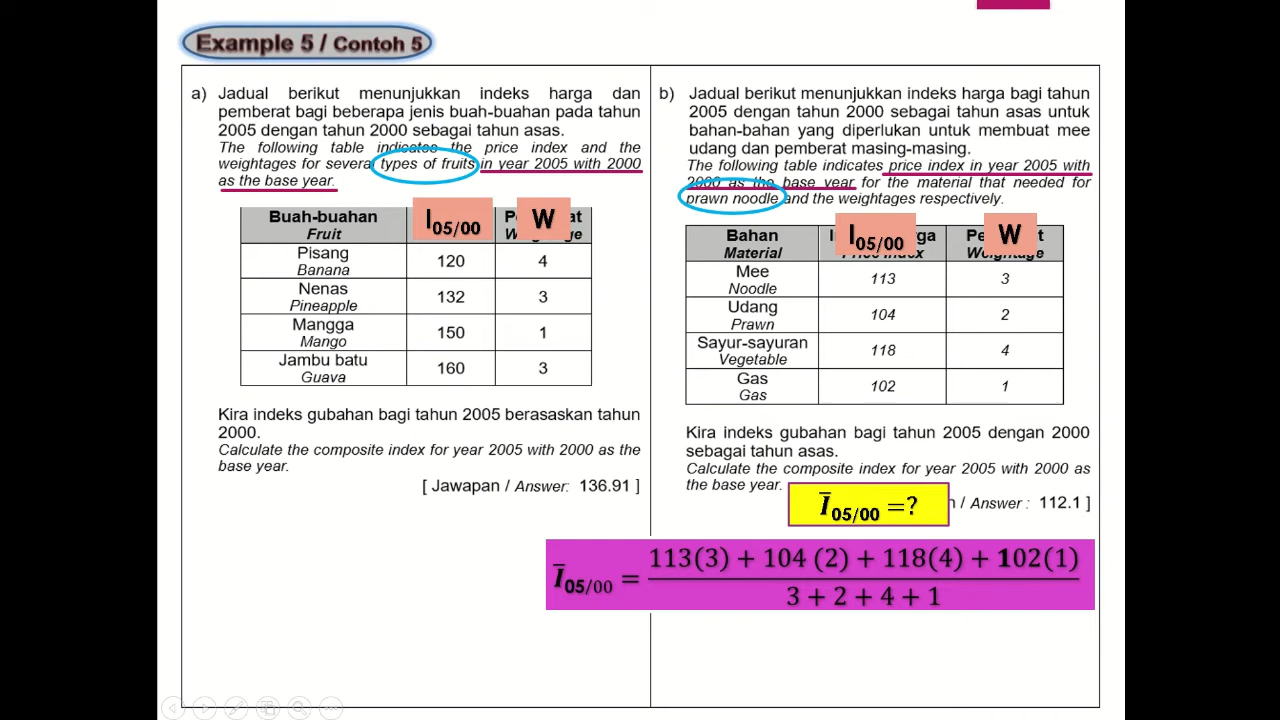 Example 5 / Contoh 5
a) Jadual berikut menunjukkan indeks harga dan
pemberat bagi beberapa jenis buah-buahan pada tahun
2005 dengan tahun 2000 sebagai tahun asas.
The following table indicates the price index and the
weightages for several types of fruits in year 2005 with 2000
as the base year.
Buah-buahan
Fruit
I05/00
W
Pisang
Banana
120
4
Nenas
Pineapple
132
3
Mangga
Mango
150
1
Jambu batu
Guava
160
3
Kira indeks gubahan bagi tahun 2005 berasaskan tahun
2000.
Calculate the composite index for year 2005 with 2000 as the
base year.
[ Jawapan / Answer: 136.91 ]
b) Jadual berikut menunjukkan indeks harga bagi tahun
2005 dengan tahun 2000 sebagai tahun asas untuk
bahan-bahan yang diperlukan untuk membuat mee
udang dan pemberat masing-masing.
The following table indicates price index in year 2005 with
2000 as the base year for the material that needed for
prawn noodle and the weightages respectively.
Bahan
Material
I05/00
W
Mee
Noodle
113
3
Udang
Prawn
104
2
Sayur-sayuran
Vegetable
118
4
Gas
Gas
102
1
Kira indeks gubahan bagi tahun 2005 dengan 2000
sebagai tahun asas.
Calculate the composite index for year 2005 with 2000 as
the base year.
Ī05/00 =?
/ Answer : 112.1 ]
Ī05/00 = 113(3) + 104 (2) + 118(4) + 102(1)
3 + 2 + 4 + 1